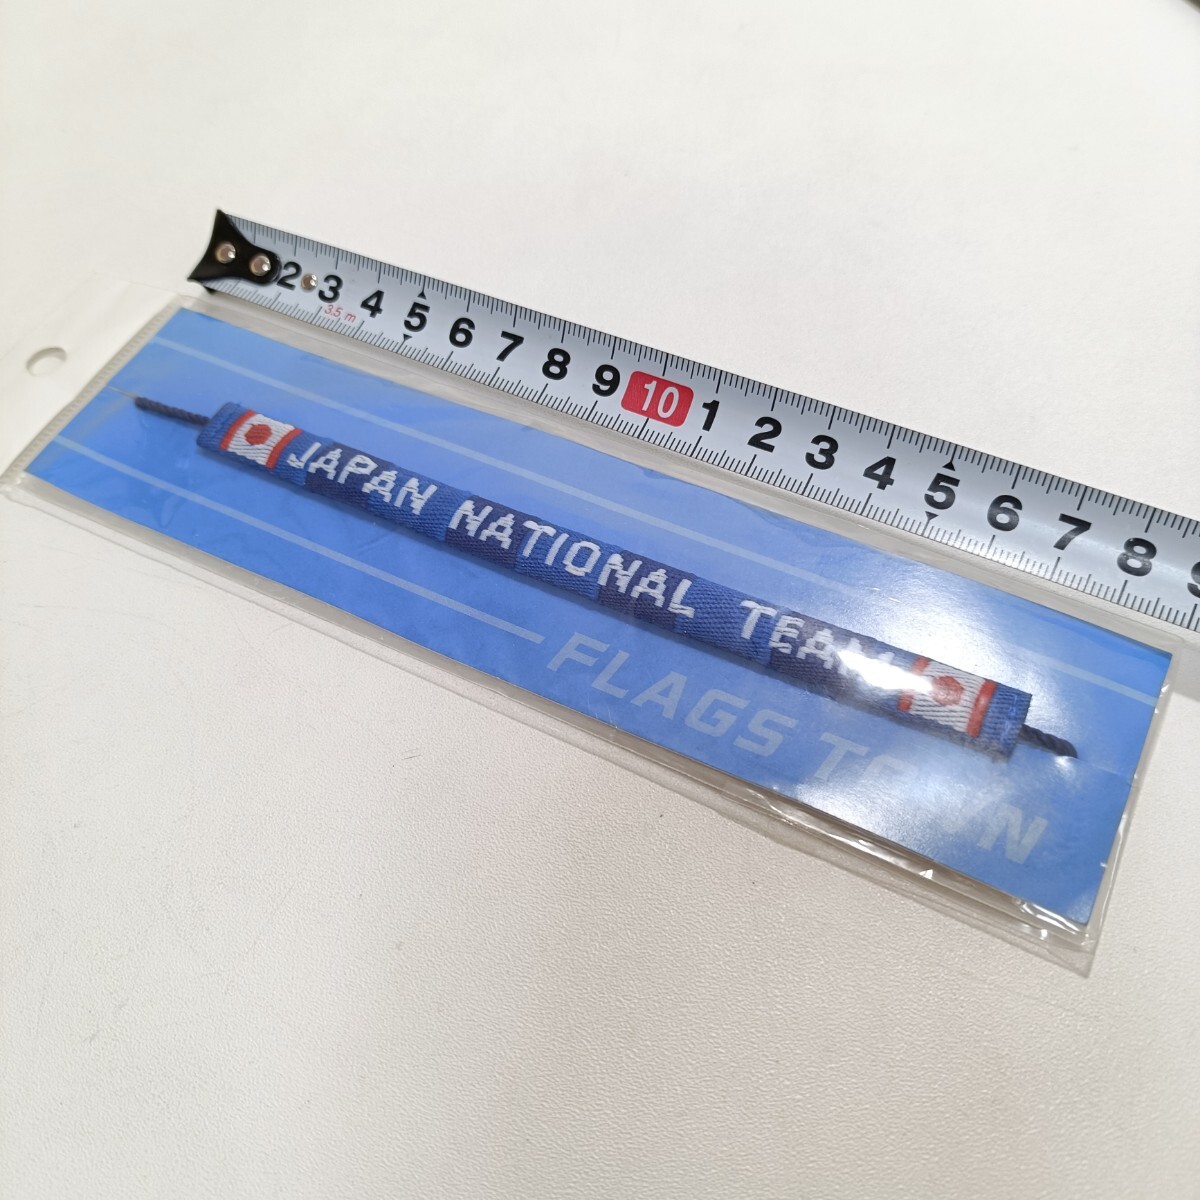 2 3 4 5 6 7 8 9 10 1 2 3 4 5 6 7 8 9
3.5 m
JAPAN NATIONAL TEAM
FLAGS TOWN